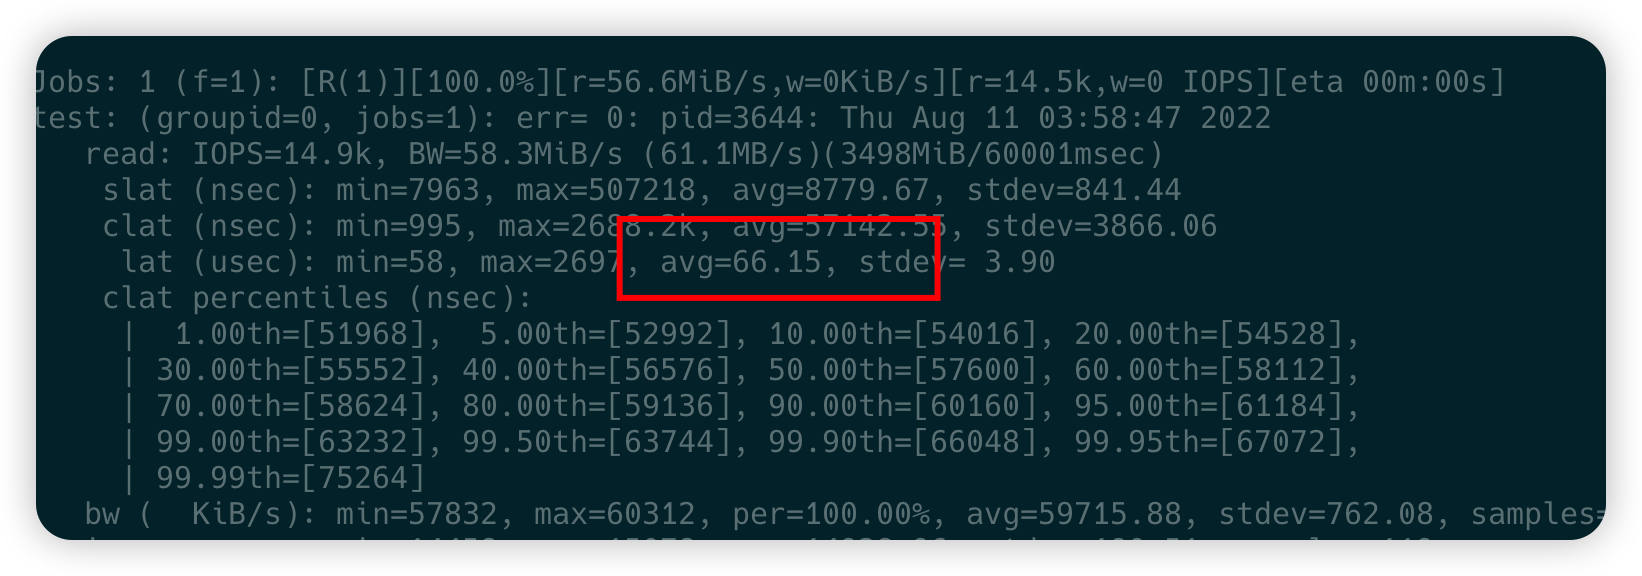 Jobs: 1 (f=1): [R(1)][100.0%][r=56.6MiB/s,w=0KiB/s][r=14.5k,w=0 IOPS][eta 00m:00s]
test: (groupid=0, jobs=1): err= 0: pid=3644: Thu Aug 11 03:58:47 2022
read: IOPS=14.9k, BW=58.3MiB/s (61.1MB/s)(3498MiB/60001msec)
slat (nsec): min=7963, max=507218, avg=8779.67, stdev=841.44
clat (nsec): min=995, max=2688.2k, avg=57142.55, stdev=3866.06
lat (usec): min=58, max=2697, avg=66.15, stdev= 3.90
clat percentiles (nsec):
| 1.00th=[51968], 5.00th=[52992], 10.00th=[54016], 20.00th=[54528],
| 30.00th=[55552], 40.00th=[56576], 50.00th=[57600], 60.00th=[58112],
| 70.00th=[58624], 80.00th=[59136], 90.00th=[60160], 95.00th=[61184],
| 99.00th=[63232], 99.50th=[63744], 99.90th=[66048], 99.95th=[67072],
| 99.99th=[75264]
bw ( KiB/s): min=57832, max=60312, per=100.00%, avg=59715.88, stdev=762.08, samples=